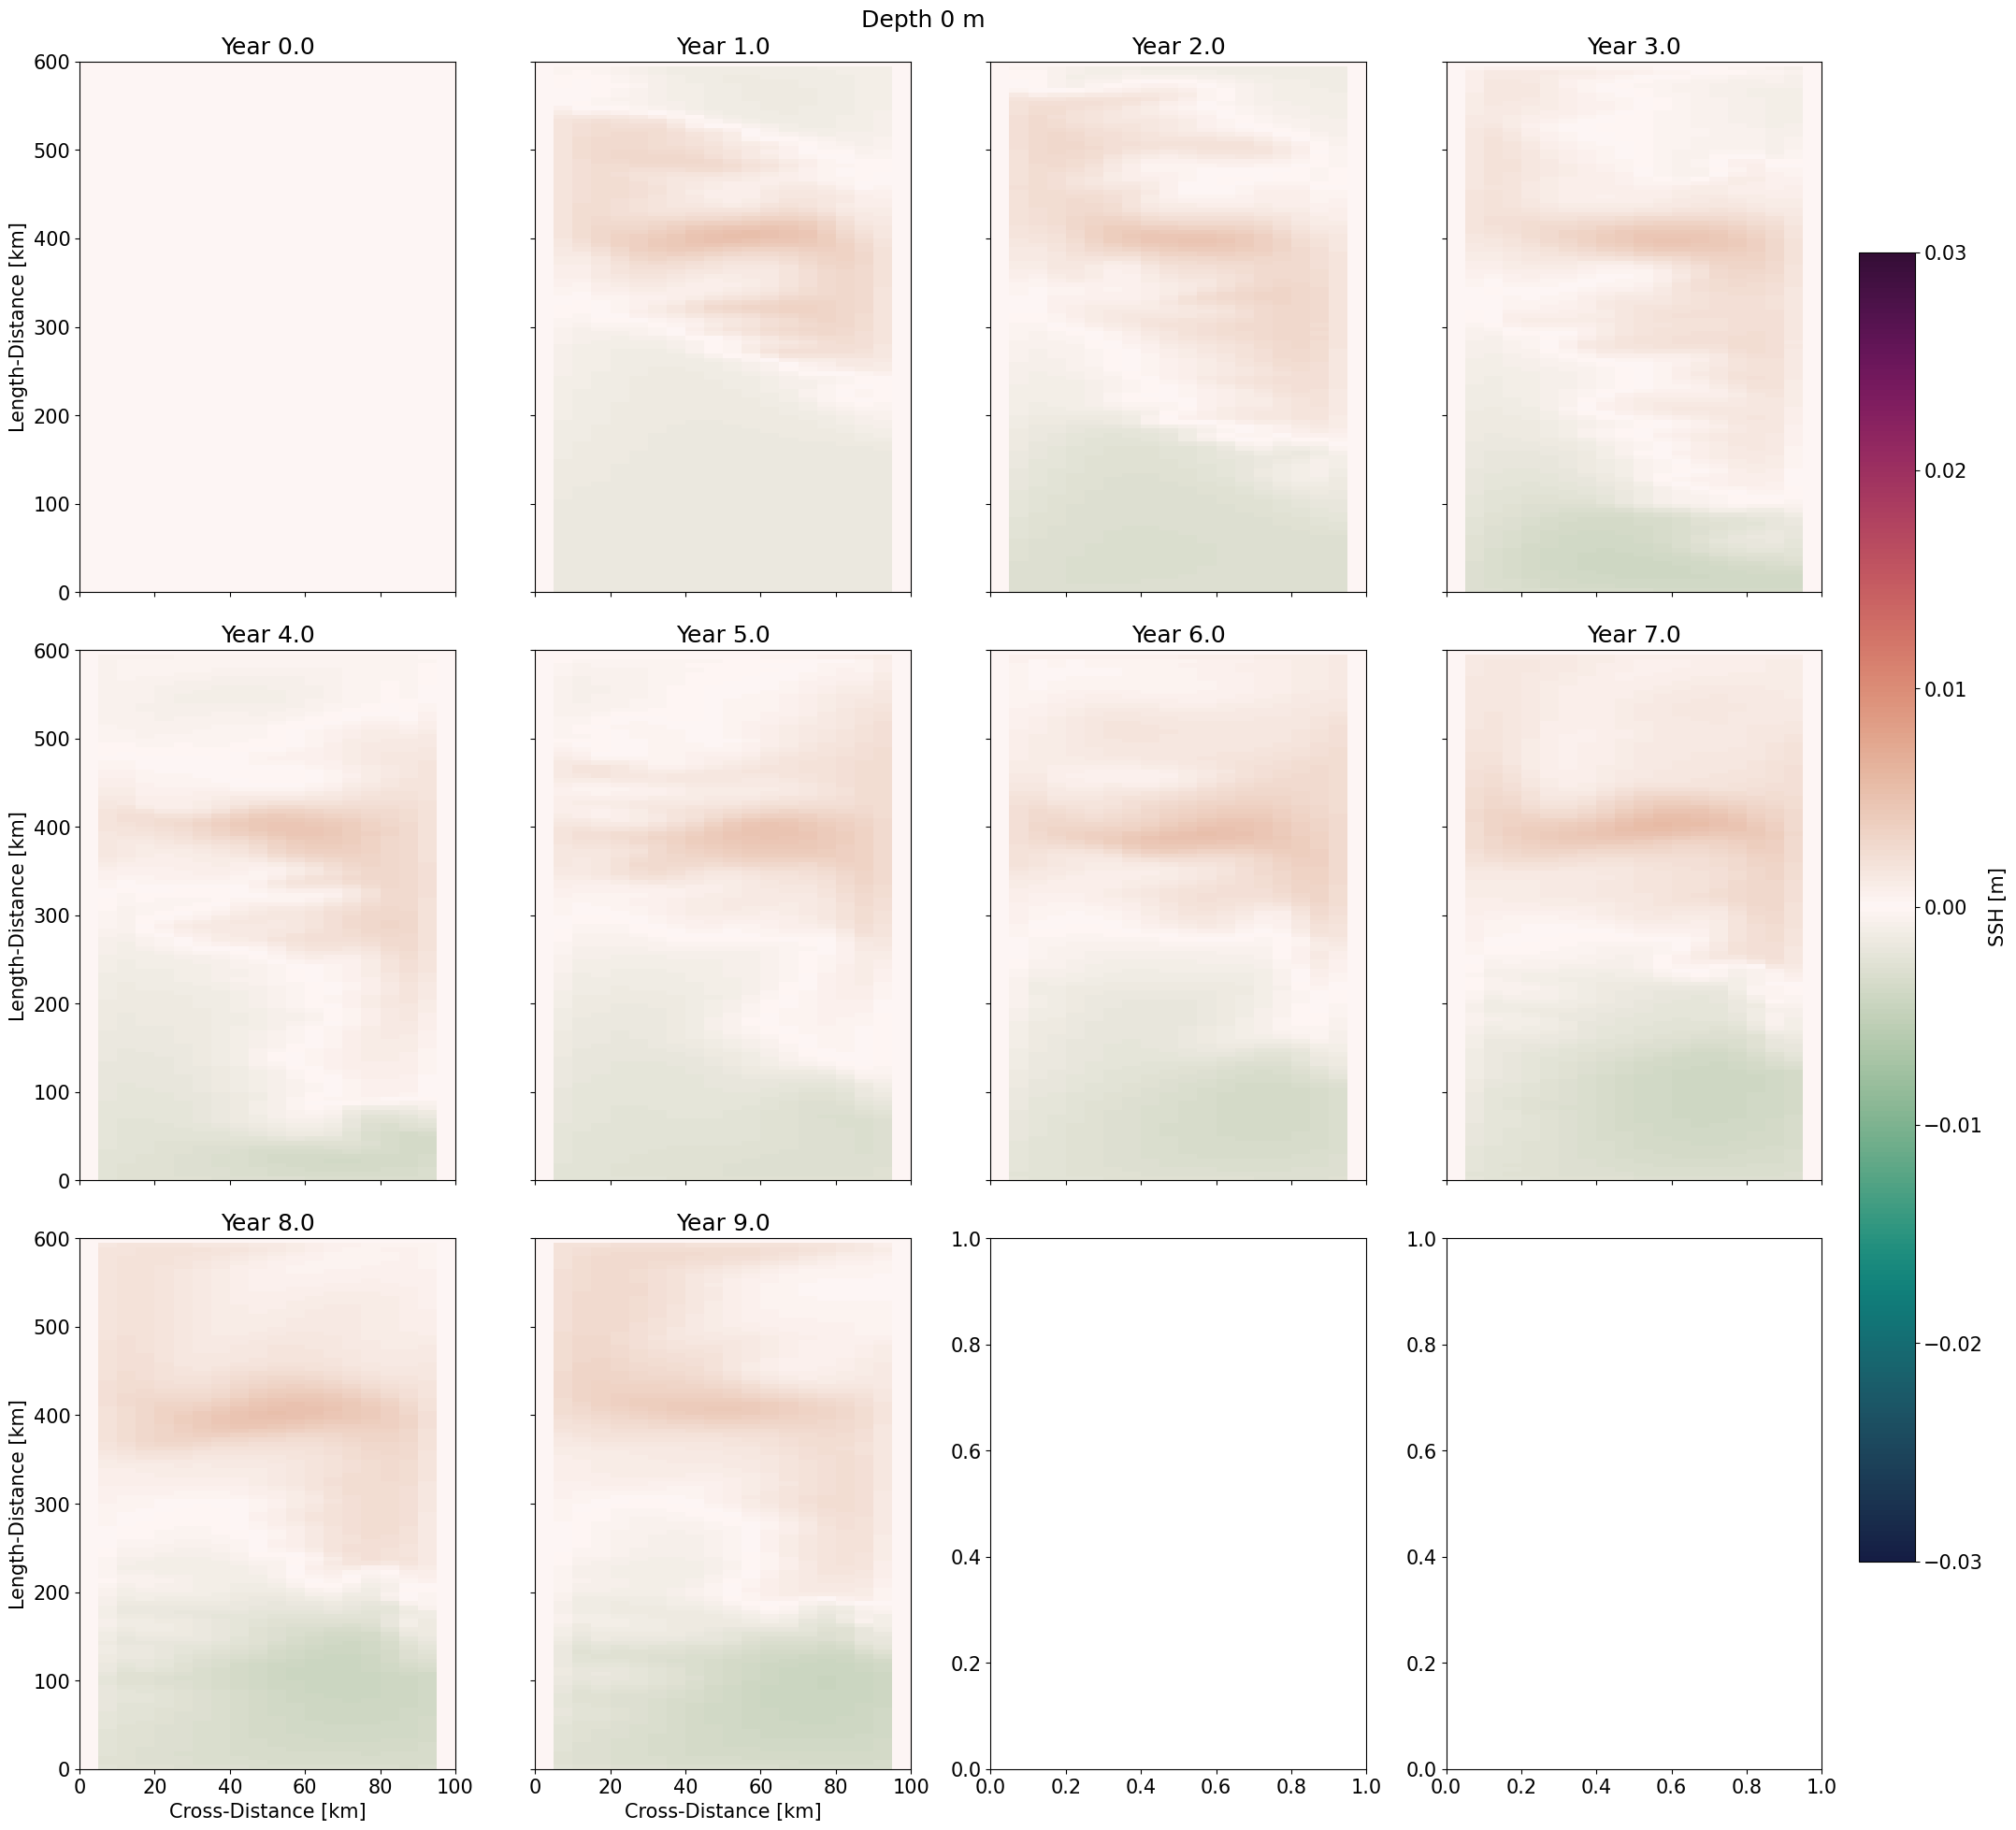 Depth 0 m
Year 0.0
Year 1.0
Year 2.0
Year 3.0
600
500
400
300
200
100
0
Length-Distance [km]
Year 4.0
Year 5.0
Year 6.0
Year 7.0
600
500
400
300
200
100
0
Length-Distance [km]
Year 8.0
Year 9.0
600
500
400
300
200
100
0
Length-Distance [km]
0 20 40 60 80 100
Cross-Distance [km]
0 20 40 60 80 100
Cross-Distance [km]
1.0
0.8
0.6
0.4
0.2
0.0
0.0 0.2 0.4 0.6 0.8 1.0
1.0
0.8
0.6
0.4
0.2
0.0
0.0 0.2 0.4 0.6 0.8 1.0
0.03
0.02
0.01
0.00
−0.01
−0.02
−0.03
SSH [m]